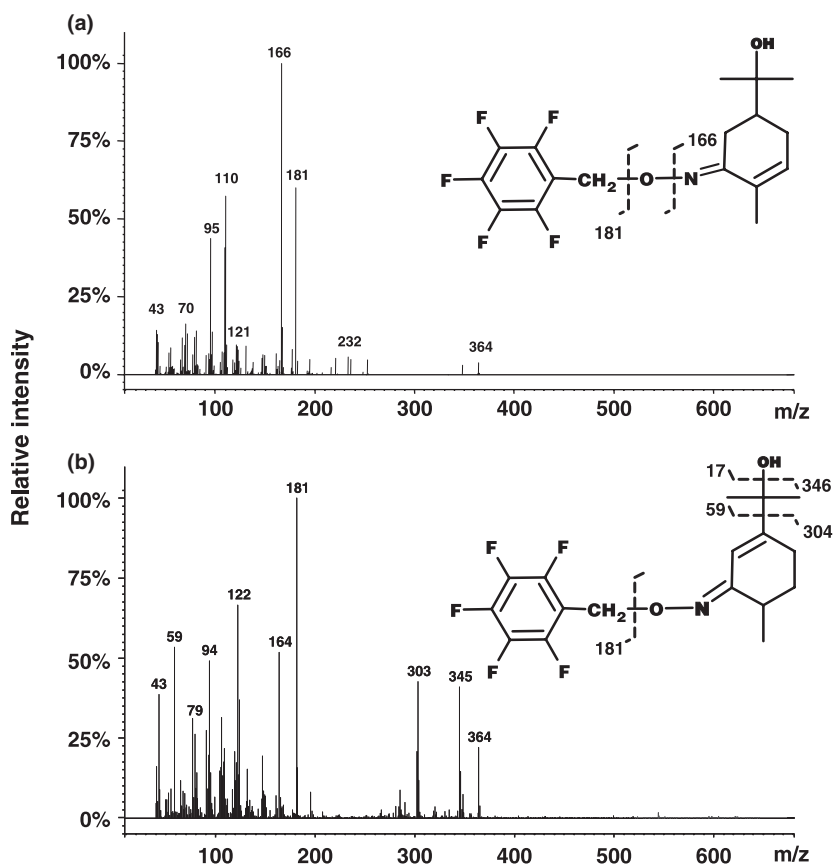 (a)
Relative intensity
100%
75%
50%
25%
0%
43
70
95
110
121
166
181
232
364
100
200
300
400
500
600
m/z
OH
F
F
F
F
F
CH2
O
N
166
181
(b)
100%
75%
50%
25%
0%
43
59
79
94
122
164
181
303
345
364
100
200
300
400
500
600
m/z
OH
17
346
59
304
F
F
F
F
F
CH2
O
N
181